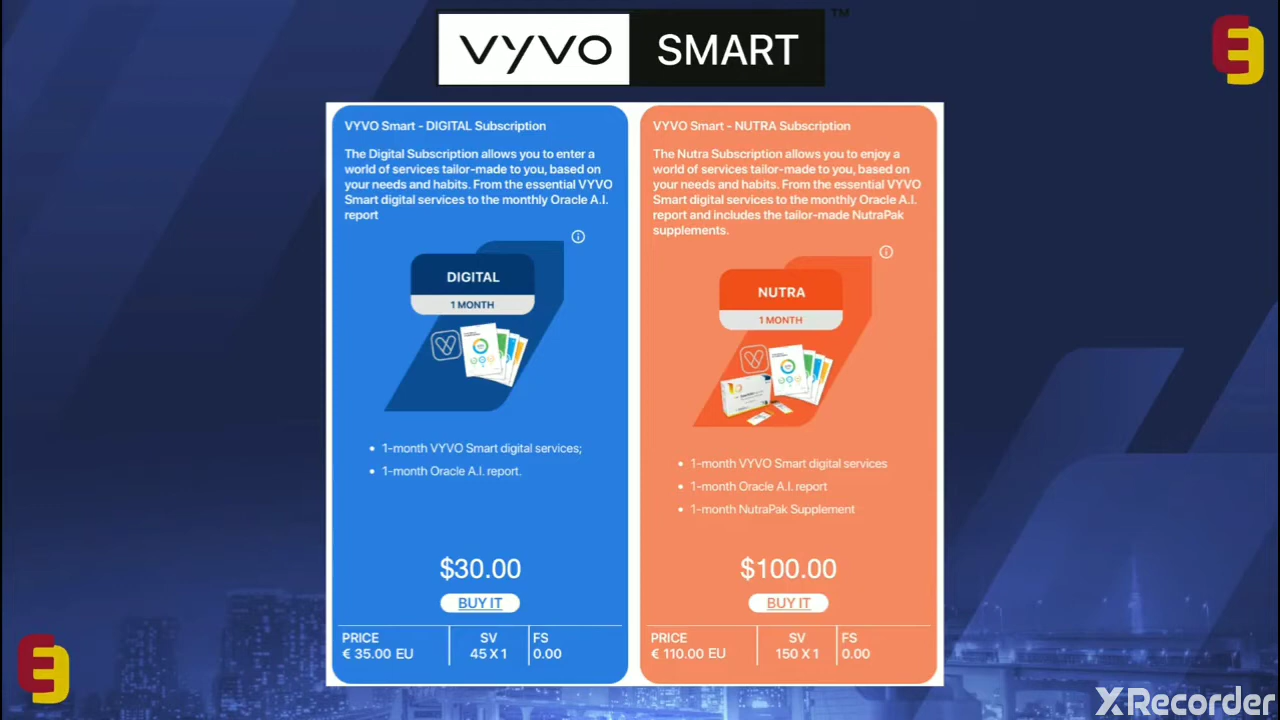 VYVO SMART ™
VYVO Smart - DIGITAL Subscription
The Digital Subscription allows you to enter a
world of services tailor-made to you, based on
your needs and habits. From the essential VYVO
Smart digital services to the monthly Oracle A.I.
report
DIGITAL
1 MONTH
• 1-month VYVO Smart digital services;
• 1-month Oracle A.I. report.
$30.00
BUY IT
PRICE SV FS
€ 35.00 EU 45 X 1 0.00
VYVO Smart - NUTRA Subscription
The Nutra Subscription allows you to enjoy a
world of services tailor-made to you, based on
your needs and habits. From the essential VYVO
Smart digital services to the monthly Oracle A.I.
report and includes the tailor-made NutraPak
supplements.
NUTRA
1 MONTH
• 1-month VYVO Smart digital services
• 1-month Oracle A.I. report
• 1-month NutraPak Supplement
$100.00
BUY IT
PRICE SV FS
€ 110.00 EU 150 X 1 0.00
XRecorder